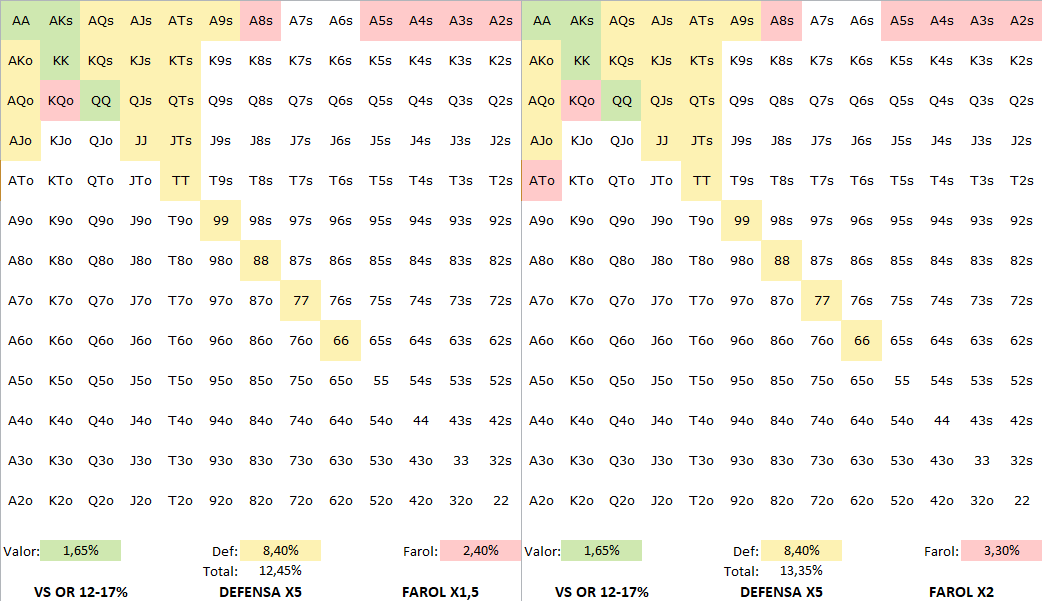 AA AKs AQs AJs ATs A9s A8s A7s A6s A5s A4s A3s A2s AA AKs AQs AJs ATs A9s A8s A7s A6s A5s A4s A3s A2s
AKo KK KQs KJs KTs K9s K8s K7s K6s K5s K4s K3s K2s AKo KK KQs KJs KTs K9s K8s K7s K6s K5s K4s K3s K2s
AQo KQo QQ QJs QTs Q9s Q8s Q7s Q6s Q5s Q4s Q3s Q2s AQo KQo QQ QJs QTs Q9s Q8s Q7s Q6s Q5s Q4s Q3s Q2s
AJo KJo QJo JJ JTs J9s J8s J7s J6s J5s J4s J3s J2s AJo KJo QJo JJ JTs J9s J8s J7s J6s J5s J4s J3s J2s
ATo KTo QTo JTo TT T9s T8s T7s T6s T5s T4s T3s T2s ATo KTo QTo JTo TT T9s T8s T7s T6s T5s T4s T3s T2s
A9o K9o Q9o J9o T9o 99 98s 97s 96s 95s 94s 93s 92s A9o K9o Q9o J9o T9o 99 98s 97s 96s 95s 94s 93s 92s
A8o K8o Q8o J8o T8o 98o 88 87s 86s 85s 84s 83s 82s A8o K8o Q8o J8o T8o 98o 88 87s 86s 85s 84s 83s 82s
A7o K7o Q7o J7o T7o 97o 87o 77 76s 75s 74s 73s 72s A7o K7o Q7o J7o T7o 97o 87o 77 76s 75s 74s 73s 72s
A6o K6o Q6o J6o T6o 96o 86o 76o 66 65s 64s 63s 62s A6o K6o Q6o J6o T6o 96o 86o 76o 66 65s 64s 63s 62s
A5o K5o Q5o J5o T5o 95o 85o 75o 65o 55 54s 53s 52s A5o K5o Q5o J5o T5o 95o 85o 75o 65o 55 54s 53s 52s
A4o K4o Q4o J4o T4o 94o 84o 74o 64o 54o 44 43s 42s A4o K4o Q4o J4o T4o 94o 84o 74o 64o 54o 44 43s 42s
A3o K3o Q3o J3o T3o 93o 83o 73o 63o 53o 43o 33 32s A3o K3o Q3o J3o T3o 93o 83o 73o 63o 53o 43o 33 32s
A2o K2o Q2o J2o T2o 92o 82o 72o 62o 52o 42o 32o 22 A2o K2o Q2o J2o T2o 92o 82o 72o 62o 52o 42o 32o 22
Valor: 1,65% Def: 8,40% Farol: 2,40% Valor: 1,65% Def: 8,40% Farol: 3,30%
Total: 12,45% Total: 13,35%
VS OR 12-17% DEFENSA X5 FAROL X1,5 VS OR 12-17% DEFENSA X5 FAROL X2